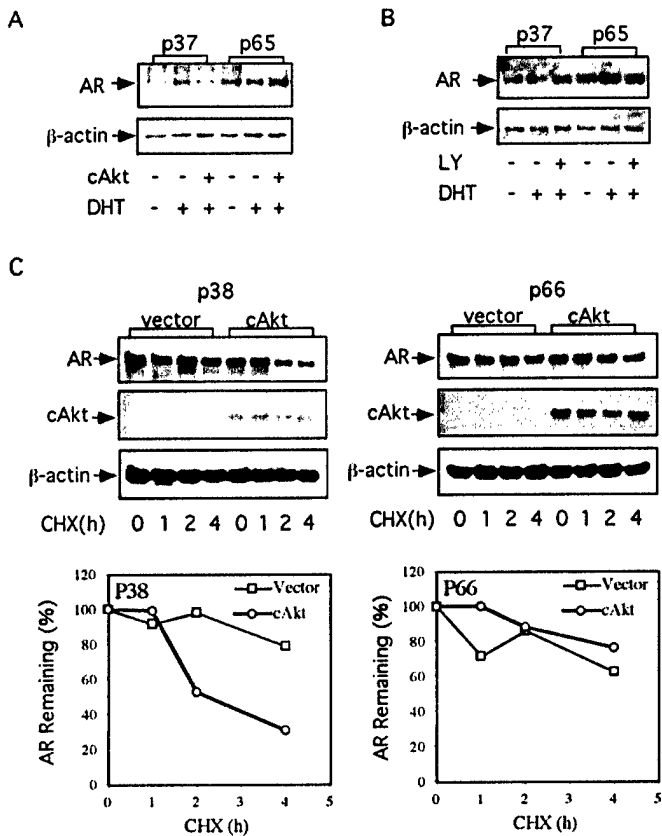 A
p37 p65
AR
β-actin
cAkt - - + - - +
DHT - + + - + +
B
p37 p65
AR
β-actin
LY - - + - - +
DHT - + + - + +
C
p38
vector cAkt
AR
cAkt
β-actin
CHX(h) 0 1 2 4 0 1 2 4
p66
vector cAkt
AR
cAkt
β-actin
CHX(h) 0 1 2 4 0 1 2 4
120
100
80
60
40
20
0
AR Remaining (%)
P38
Vector
cAkt
0 1 2 3 4 5
CHX (h)
120
100
80
60
40
20
0
AR Remaining (%)
P66
Vector
cAkt
0 1 2 3 4 5
CHX (h)